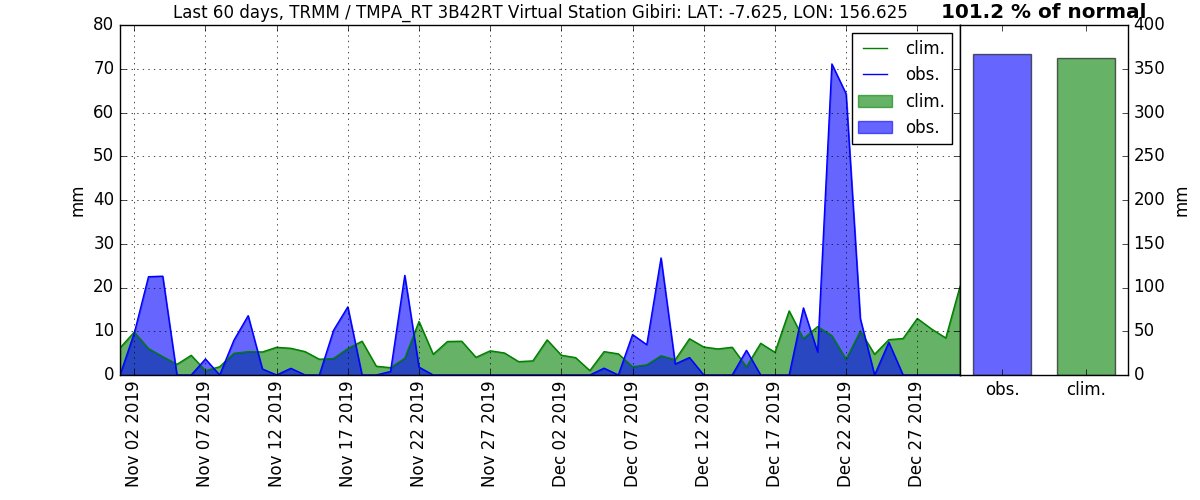 Last 60 days, TRMM / TMPA_RT 3B42RT Virtual Station Gibiri: LAT: -7.625, LON: 156.625
101.2 % of normal
80
70
60
50
40
30
20
10
0
mm
clim.
obs.
clim.
obs.
Nov 02 2019
Nov 07 2019
Nov 12 2019
Nov 17 2019
Nov 22 2019
Nov 27 2019
Dec 02 2019
Dec 07 2019
Dec 12 2019
Dec 17 2019
Dec 22 2019
Dec 27 2019
400
350
300
250
200
150
100
50
0
mm
obs.
clim.